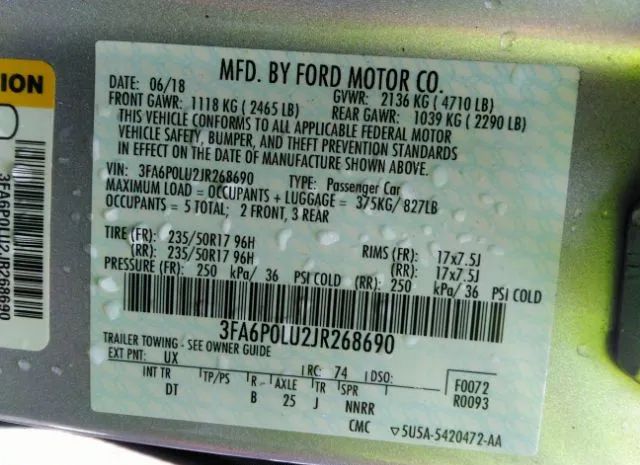 TION
3FA6P0LU2JR268690
MFD. BY FORD MOTOR CO.
DATE: 06/18 GVWR: 2136 KG ( 4710 LB)
FRONT GAWR: 1118 KG ( 2465 LB) REAR GAWR: 1039 KG ( 2290 LB)
THIS VEHICLE CONFORMS TO ALL APPLICABLE FEDERAL MOTOR
VEHICLE SAFETY, BUMPER, AND THEFT PREVENTION STANDARDS
IN EFFECT ON THE DATE OF MANUFACTURE SHOWN ABOVE.
VIN: 3FA6P0LU2JR268690 TYPE: Passenger Car
MAXIMUM LOAD = OCCUPANTS + LUGGAGE = 375KG/ 827LB
OCCUPANTS = 5 TOTAL; 2 FRONT, 3 REAR
TIRE (FR): 235/50R17 96H RIMS (FR): 17x7.5J
(RR): 235/50R17 96H (RR): 17x7.5J
PRESSURE (FR): 250 kPa/ 36 PSI COLD (RR): 250 kPa/ 36 PSI COLD
3FA6P0LU2JR268690
TRAILER TOWING - SEE OWNER GUIDE
EXT PNT: UX RC: 74 DSO: F0072
R0093
INT TR TP/PS R AXLE TR SPR
DT B 25 J NNRR
CMC ▽5U5A-5420472-AA